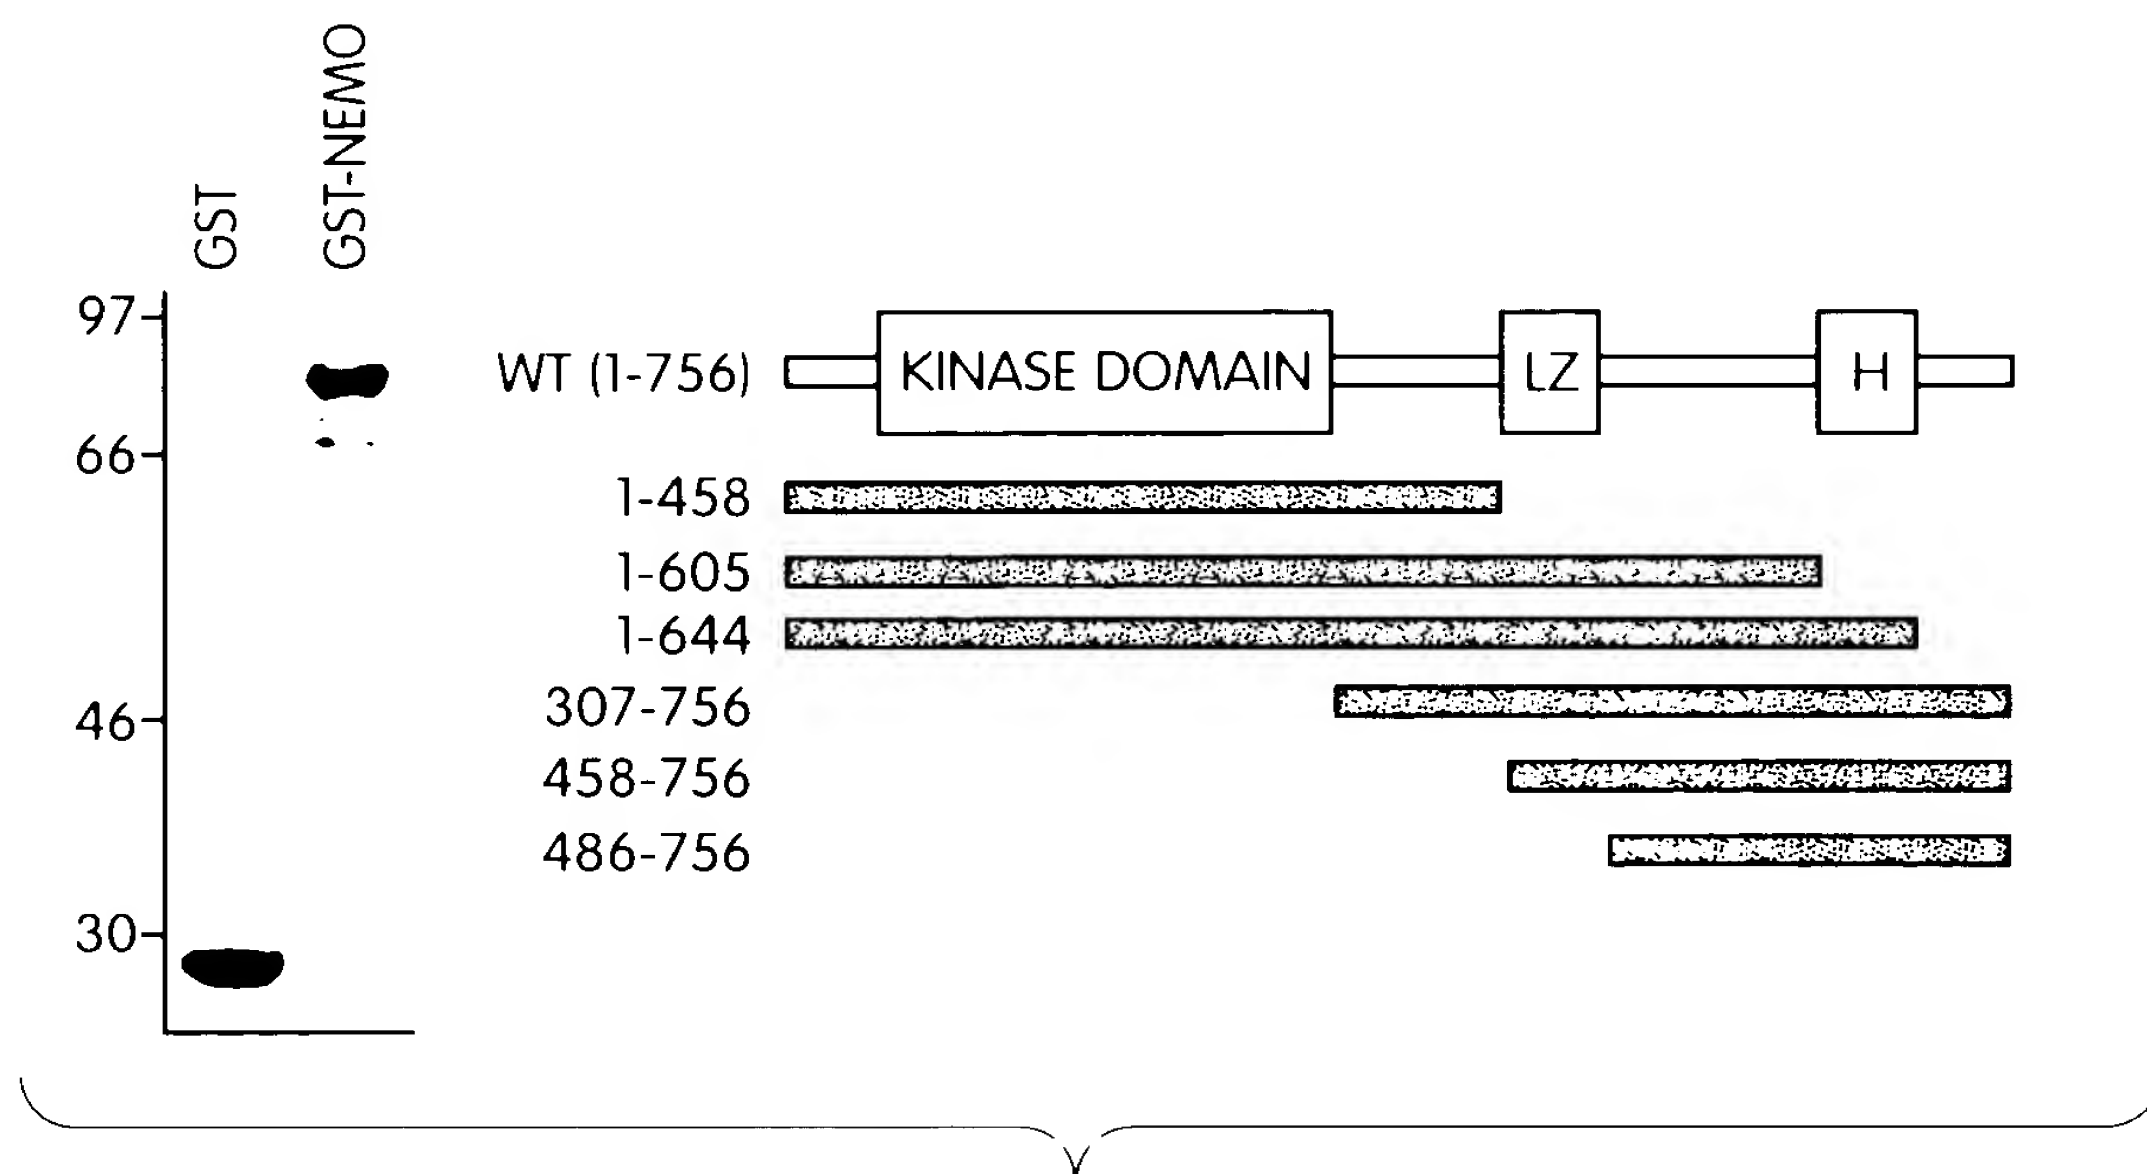 GST
GST-NEMO
97
66
46
30
WT (1-756)
KINASE DOMAIN
LZ
H
1-458
1-605
1-644
307-756
458-756
486-756